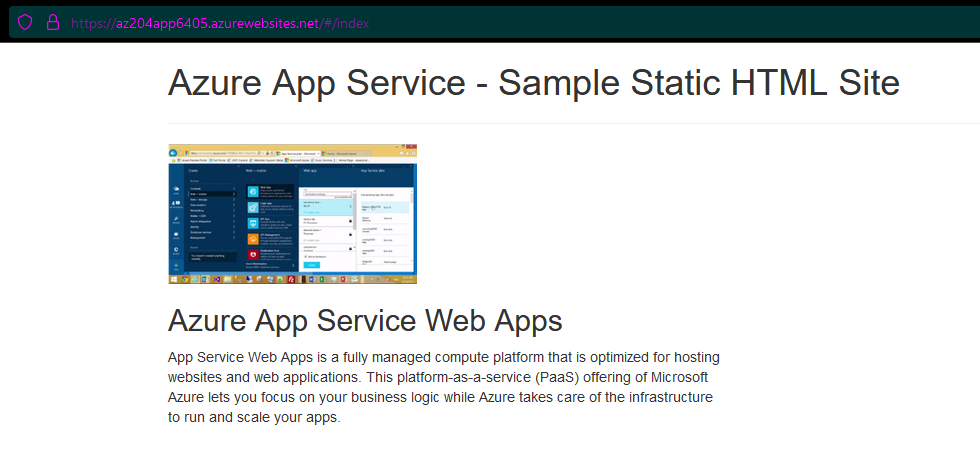 https://az204app6405.azurewebsites.net/#/index
Azure App Service - Sample Static HTML Site
Azure App Service Web Apps
App Service Web Apps is a fully managed compute platform that is optimized for hosting
websites and web applications. This platform-as-a-service (PaaS) offering of Microsoft
Azure lets you focus on your business logic while Azure takes care of the infrastructure
to run and scale your apps.